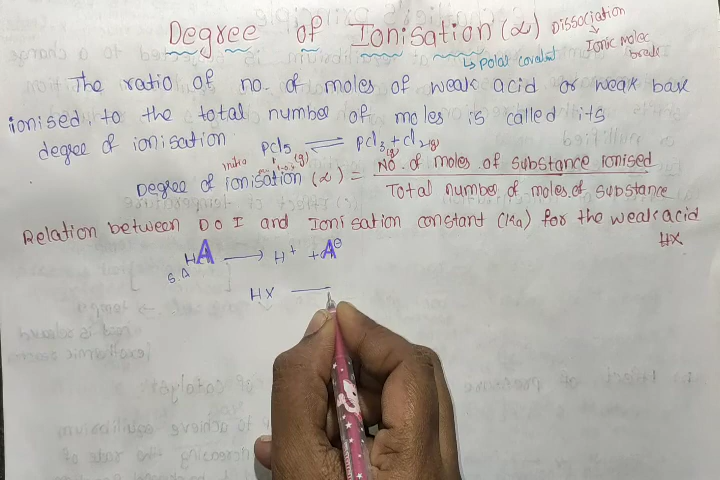 Degree of Ionisation (α) Dissociation
↳ Polar covalent
Ionic molec
break
The ratio of no. of moles of weak acid or weak base
ionised to the total number of moles is called its
degree of ionisation
PCl5 ⇌ PCl3(g) + Cl2(g)
Degree of ionisation (α) = No. of moles of substance ionised
Total number of moles of substance
Relation between D O I and Ionisation constant (Ka) for the weak acid
HX
HA ⟶ H+ + A⊖
S.A
HX —